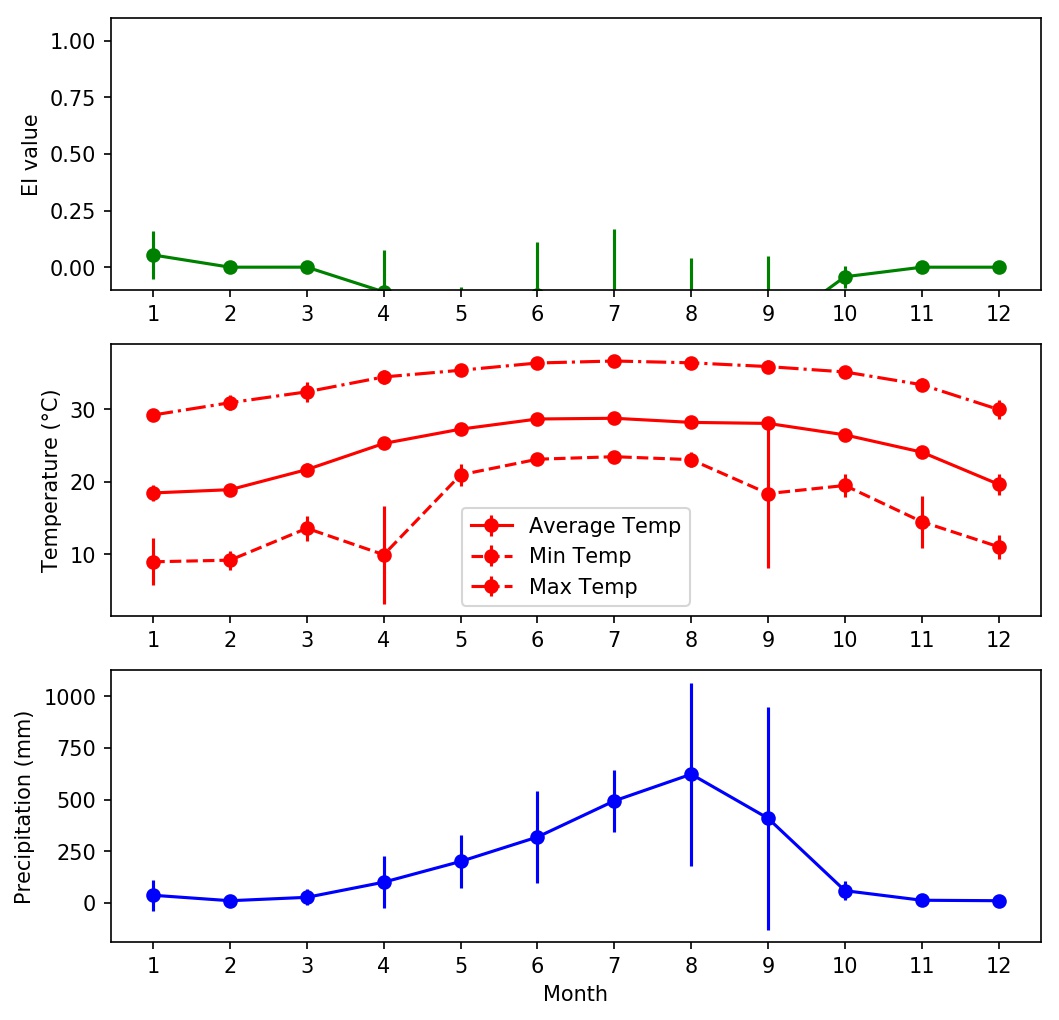 1.00
0.75
0.50
0.25
0.00
EI value
1 2 3 4 5 6 7 8 9 10 11 12
30
20
10
Temperature (°C)
Average Temp
Min Temp
Max Temp
1 2 3 4 5 6 7 8 9 10 11 12
1000
750
500
250
0
Precipitation (mm)
1 2 3 4 5 6 7 8 9 10 11 12
Month